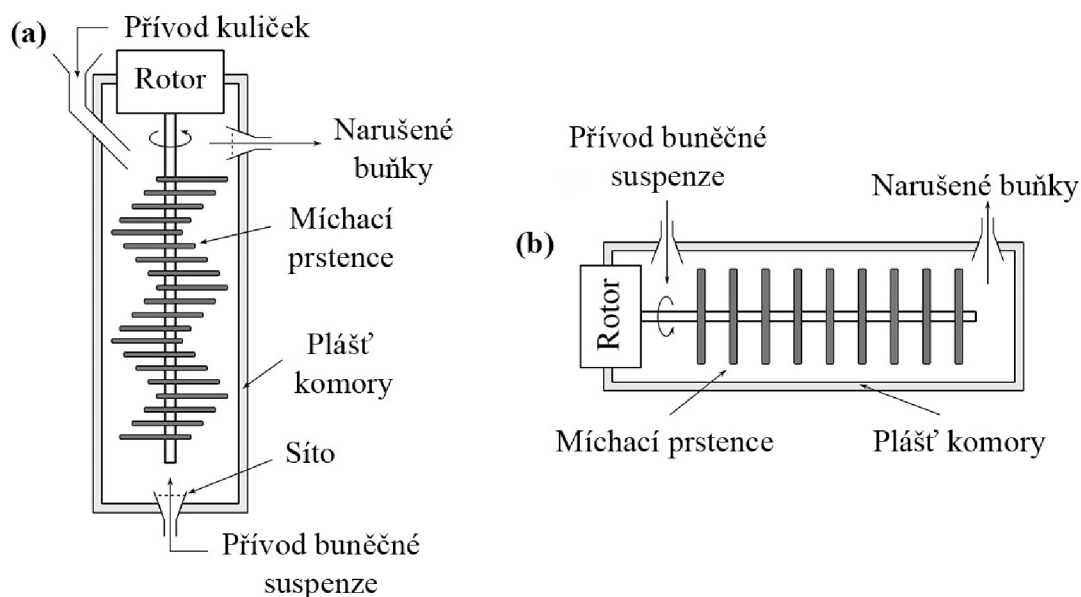 (a)
Přívod kuliček
Rotor
Narušené
buňky
Míchací
prstence
Plášť
komory
Síto
Přívod buněčné
suspenze
(b)
Přívod buněčné
suspenze
Narušené buňky
Rotor
Míchací prstence
Plášť komory